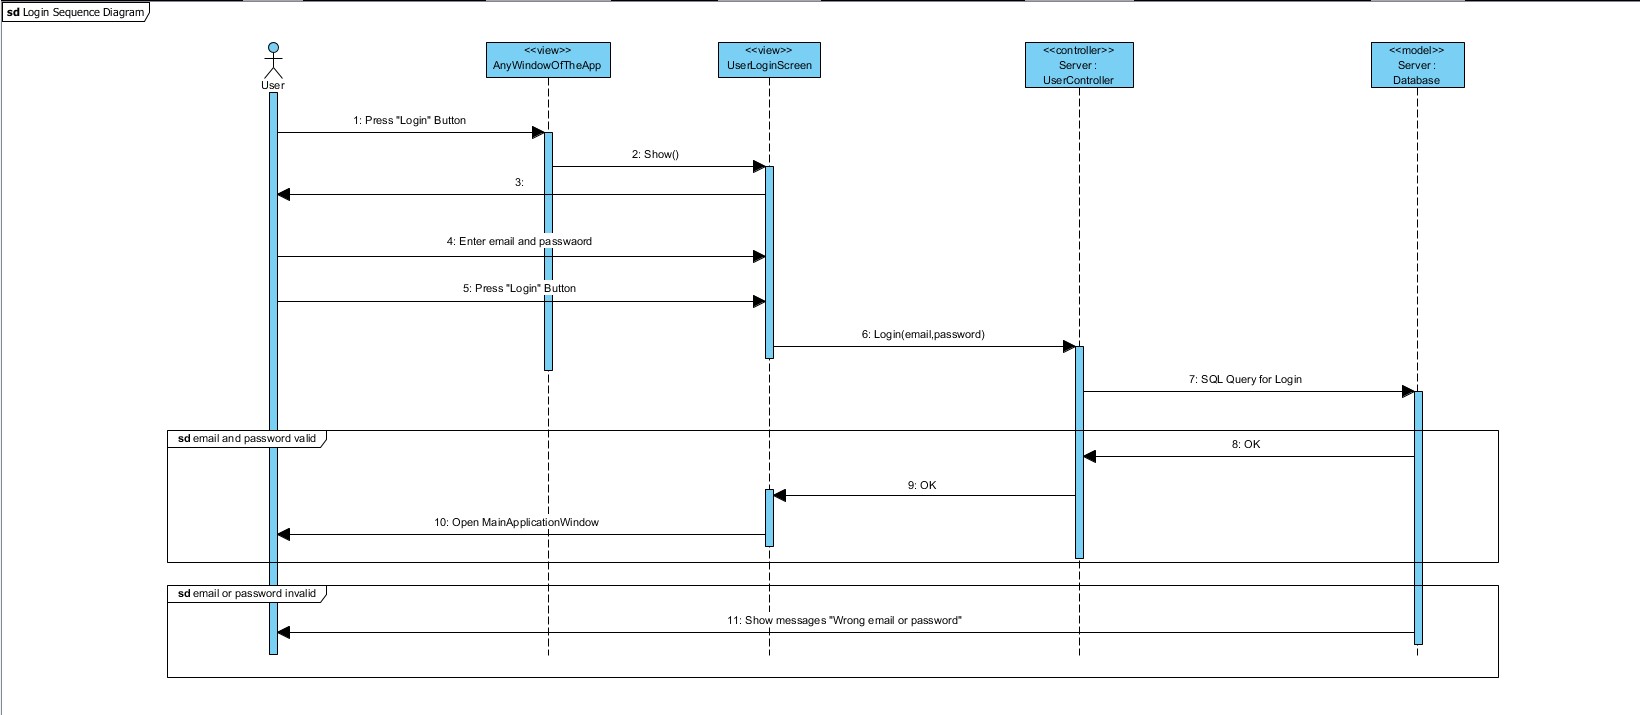 sd Login Sequence Diagram
User
<<view>>
AnyWindowOfTheApp
<<view>>
UserLoginScreen
<<controller>>
Server :
UserController
<<model>>
Server :
Database
1: Press "Login" Button
2: Show()
3:
4: Enter email and passwaord
5: Press "Login" Button
6: Login(email,password)
7: SQL Query for Login
sd email and password valid
8: OK
9: OK
10: Open MainApplicationWindow
sd email or password invalid
11: Show messages "Wrong email or password"